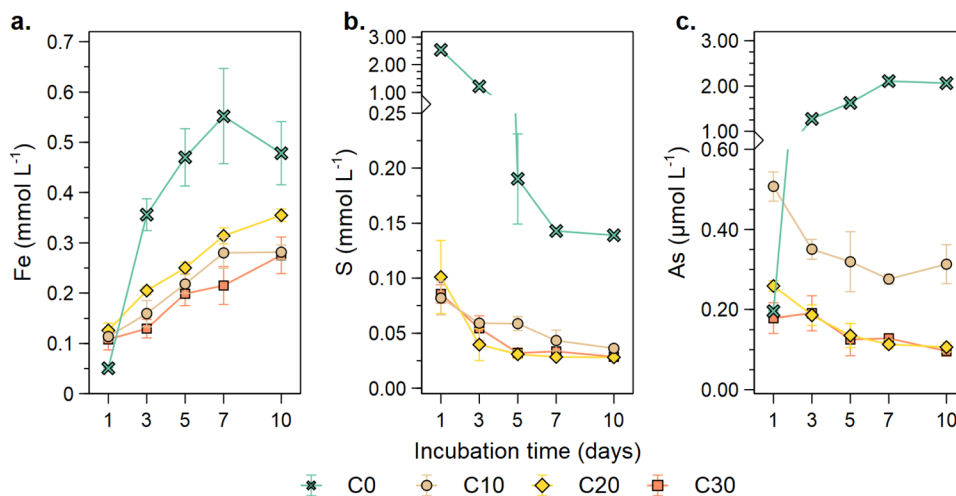 a.
Fe (mmol L⁻¹)
0.7
0.6
0.5
0.4
0.3
0.2
0.1
0
1 3 5 7 10
b.
S (mmol L⁻¹)
3.00
2.00
1.00
0.25
0.20
0.15
0.10
0.05
0.00
1 3 5 7 10
c.
As (μmol L⁻¹)
3.00
2.00
1.00
0.60
0.40
0.20
0.00
1 3 5 7 10
Incubation time (days)
C0 C10 C20 C30